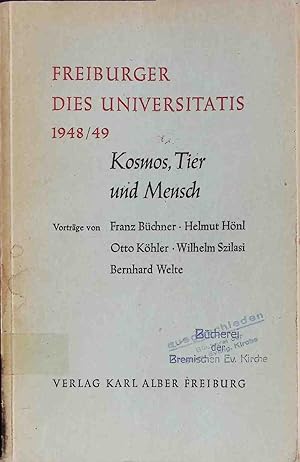 FREIBURGER
DIES UNIVERSITATIS
1948/49
Kosmos, Tier
und Mensch
Vorträge von Franz Büchner · Helmut Hönl
Otto Köhler · Wilhelm Szilasi
Bernhard Welte
ausgeschieden
Bücherei
der
Bremischen Ev. Kirche
VERLAG KARL ALBER FREIBURG